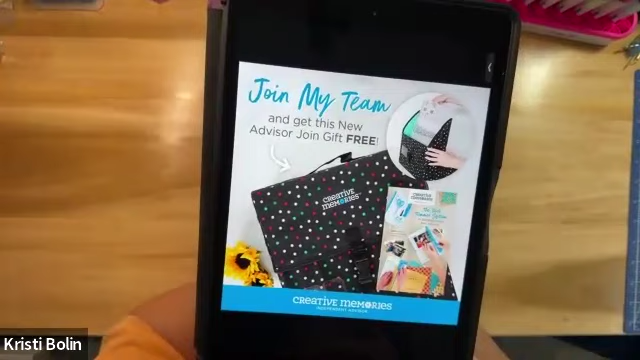 Join My Team
and get this New
Advisor Join Gift FREE!
CREATIVE
MEMORIES
CREATIVE MEMORIES
INDEPENDENT ADVISOR
Kristi Bolin